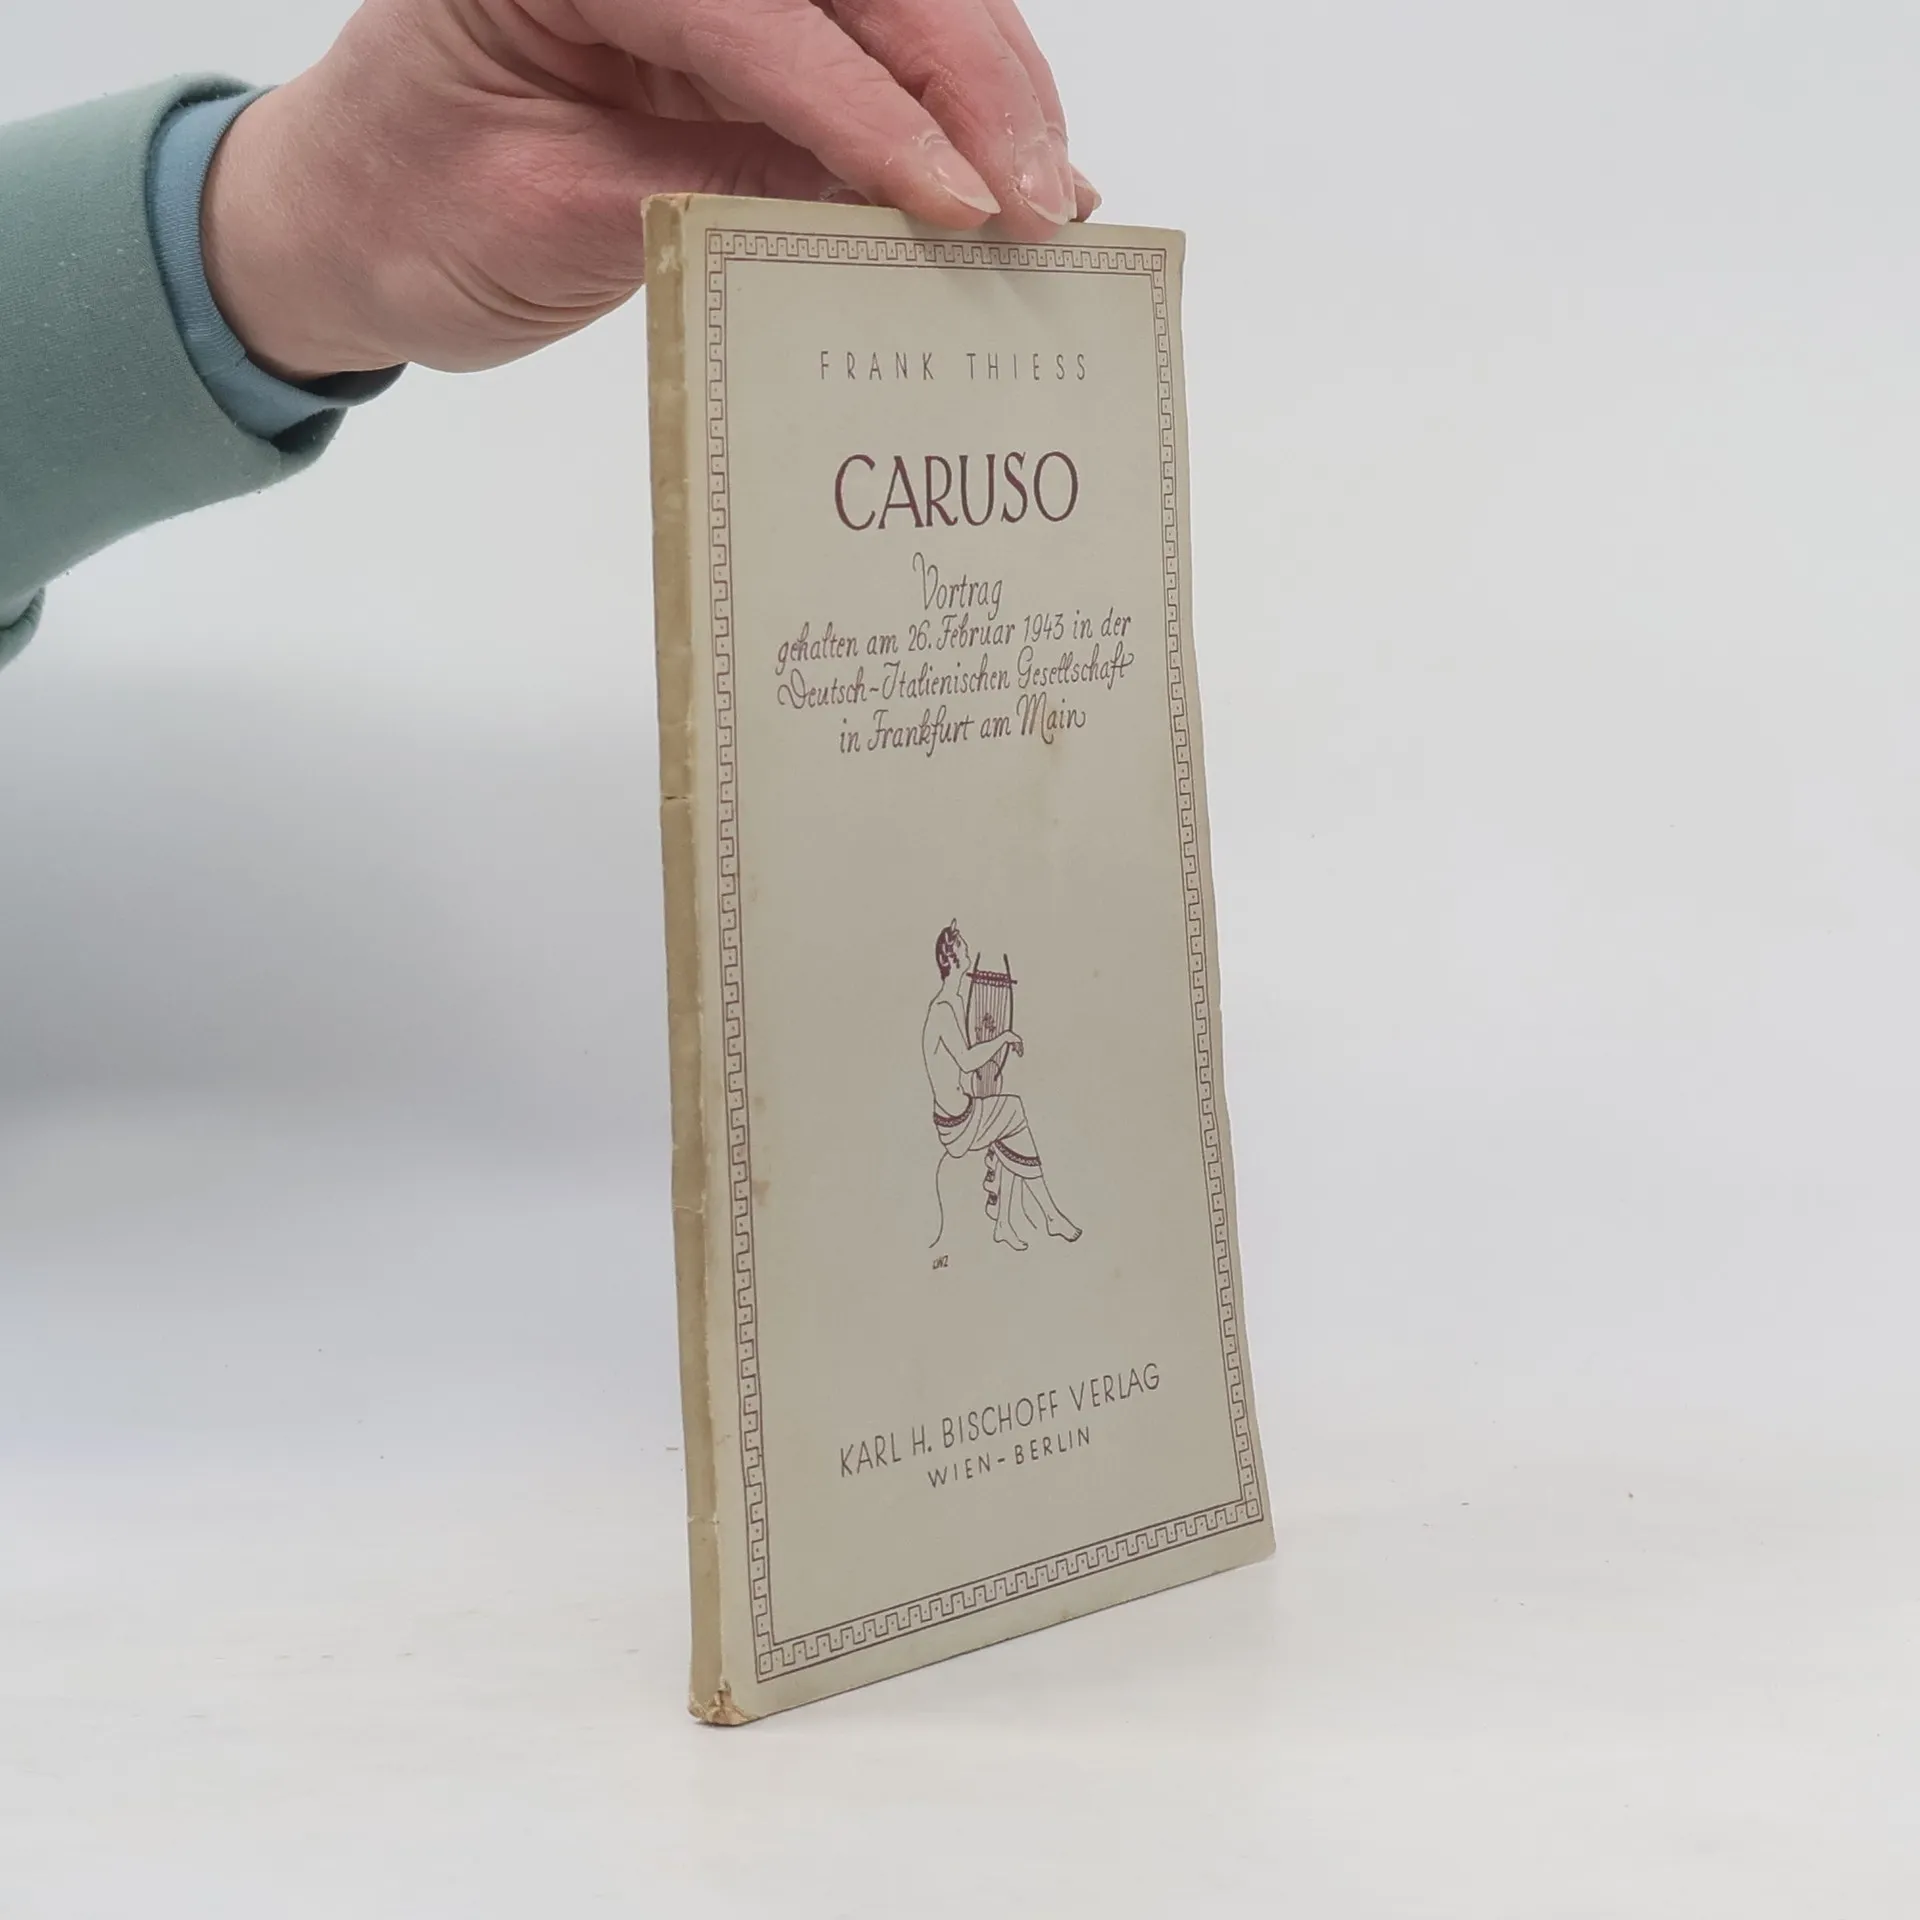 FRANK THIESS
CARUSO
Vortrag
gehalten am 26. Februar 1943 in der
Deutsch-Italienischen Gesellschaft
in Frankfurt am Main
KARL H. BISCHOFF VERLAG
WIEN-BERLIN